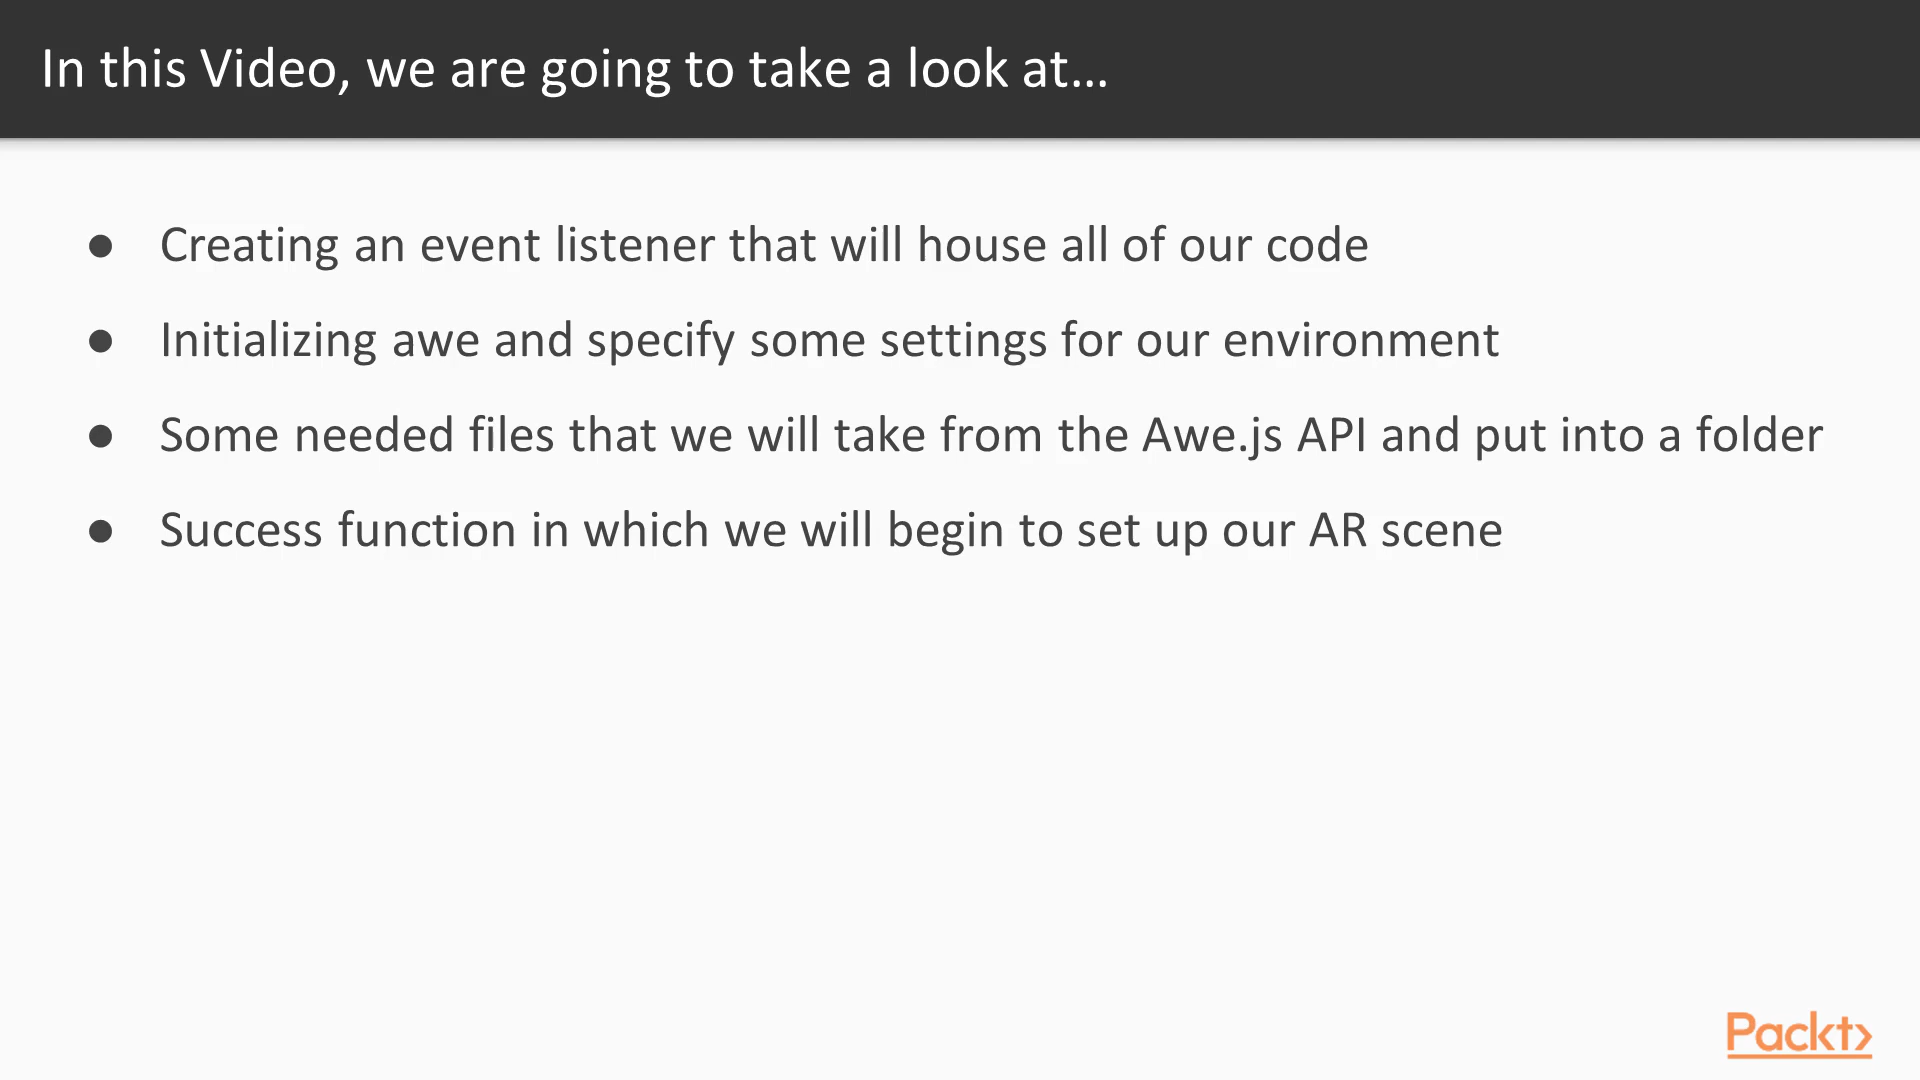 In this Video, we are going to take a look at...
● Creating an event listener that will house all of our code
● Initializing awe and specify some settings for our environment
● Some needed files that we will take from the Awe.js API and put into a folder
● Success function in which we will begin to set up our AR scene
Packt